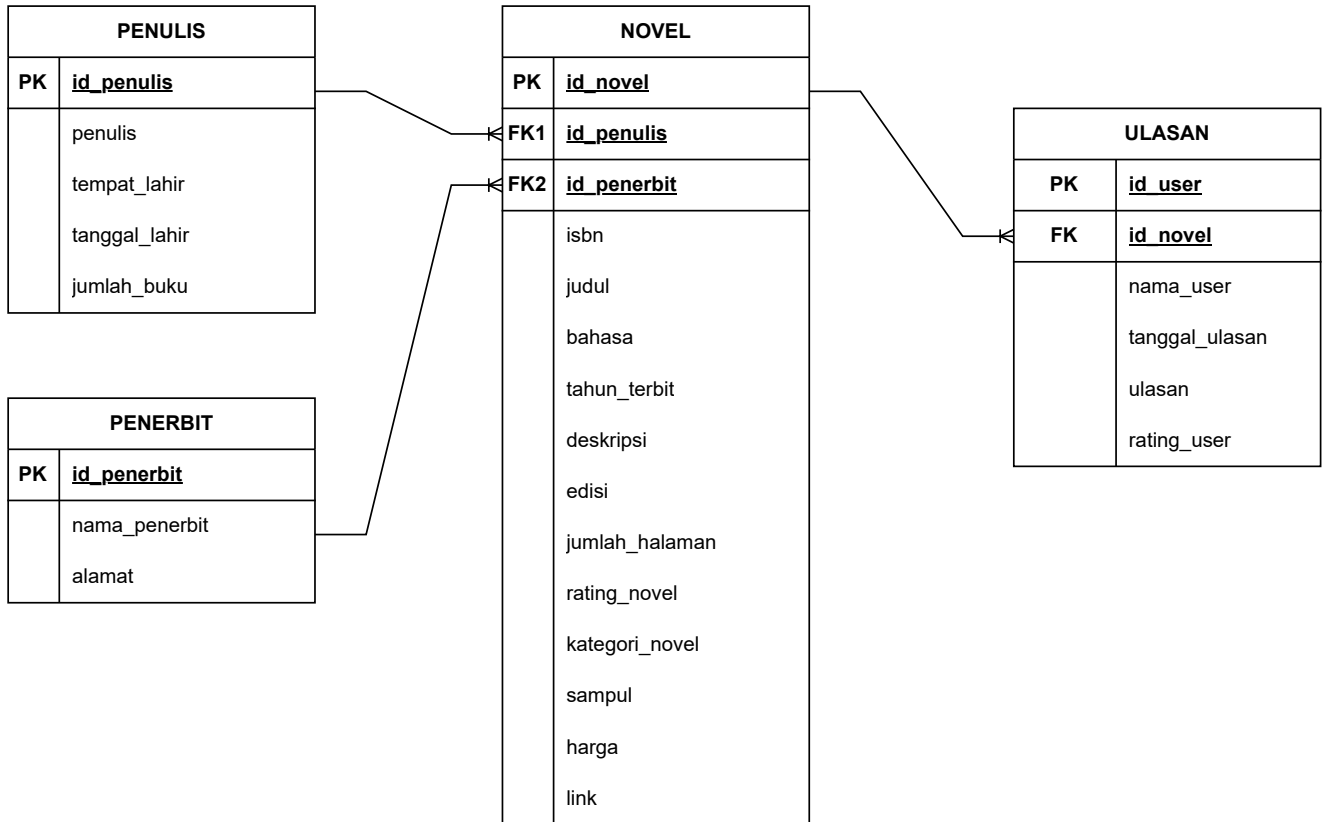 PENULIS
PK id_penulis
penulis
tempat_lahir
tanggal_lahir
jumlah_buku
PENERBIT
PK id_penerbit
nama_penerbit
alamat
NOVEL
PK id_novel
FK1 id_penulis
FK2 id_penerbit
isbn
judul
bahasa
tahun_terbit
deskripsi
edisi
jumlah_halaman
rating_novel
kategori_novel
sampul
harga
link
ULASAN
PK id_user
FK id_novel
nama_user
tanggal_ulasan
ulasan
rating_user